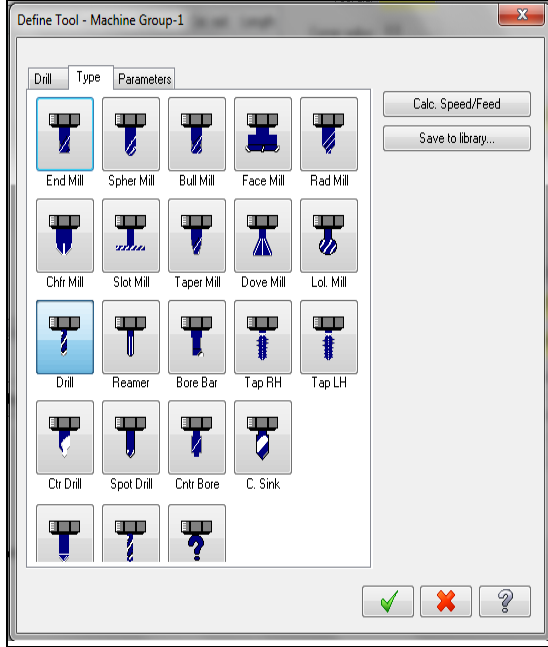 Define Tool - Machine Group-1
Drill Type Parameters
Calc. Speed/Feed
Save to library...
End Mill Spher Mill Bull Mill Face Mill Rad Mill
Chfr Mill Slot Mill Taper Mill Dove Mill Lol. Mill
Drill Reamer Bore Bar Tap RH Tap LH
Ctr Drill Spot Drill Cntr Bore C. Sink